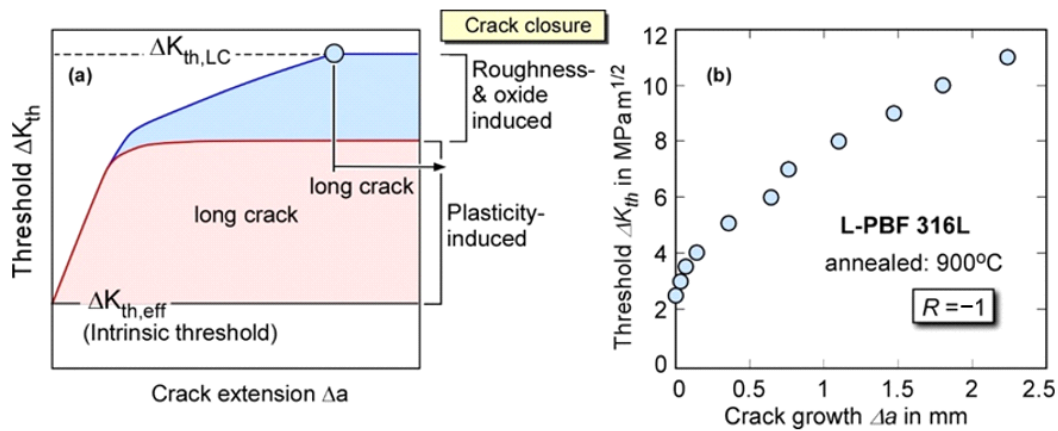 Crack closure
ΔK_th,LC
(a)
Roughness-
& oxide
induced
long crack
long crack
Plasticity-
induced
ΔK_th,eff
(Intrinsic threshold)
Threshold ΔK_th
Crack extension Δa
(b)
12
10
8
6
4
2
0
L-PBF 316L
annealed: 900°C
R =−1
Threshold ΔK_th in MPam^1/2
0 0.5 1 1.5 2 2.5
Crack growth Δa in mm